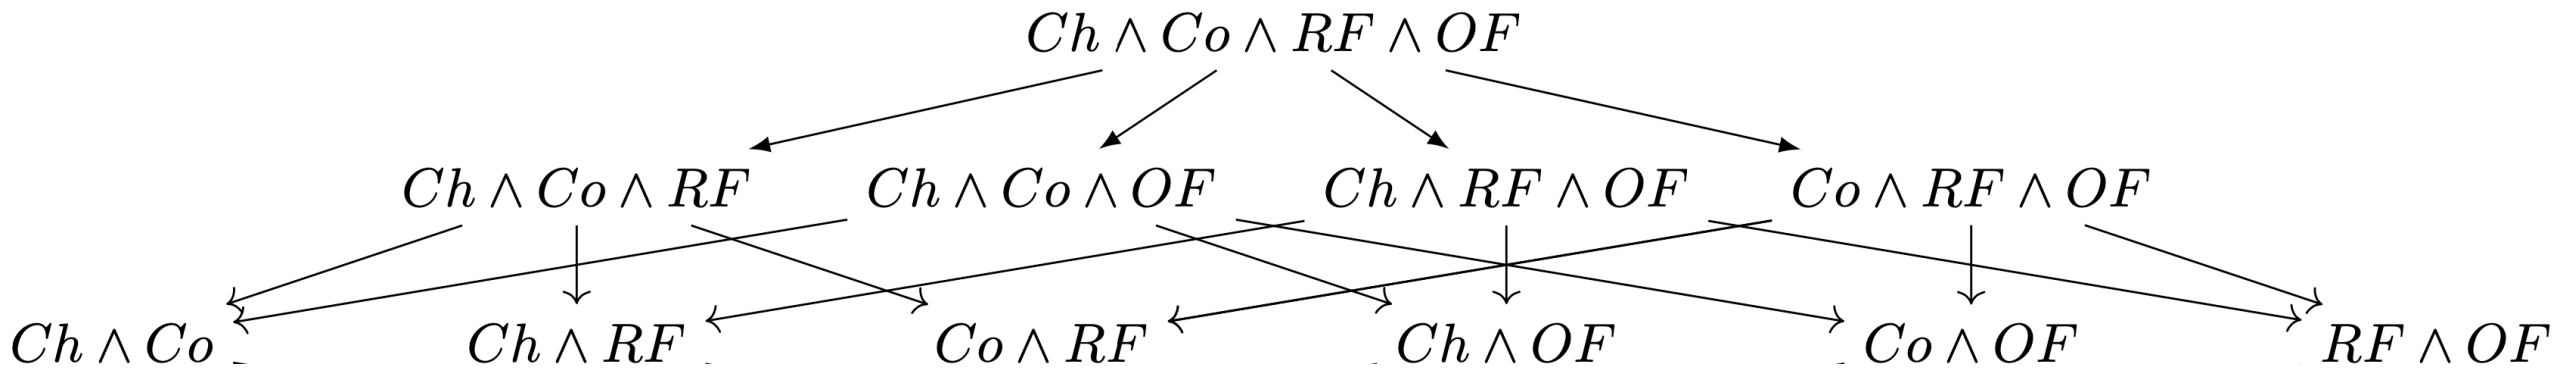 Ch ∧ Co ∧ RF ∧ OF
Ch ∧ Co ∧ RF Ch ∧ Co ∧ OF Ch ∧ RF ∧ OF Co ∧ RF ∧ OF
Ch ∧ Co Ch ∧ RF Co ∧ RF Ch ∧ OF Co ∧ OF RF ∧ OF